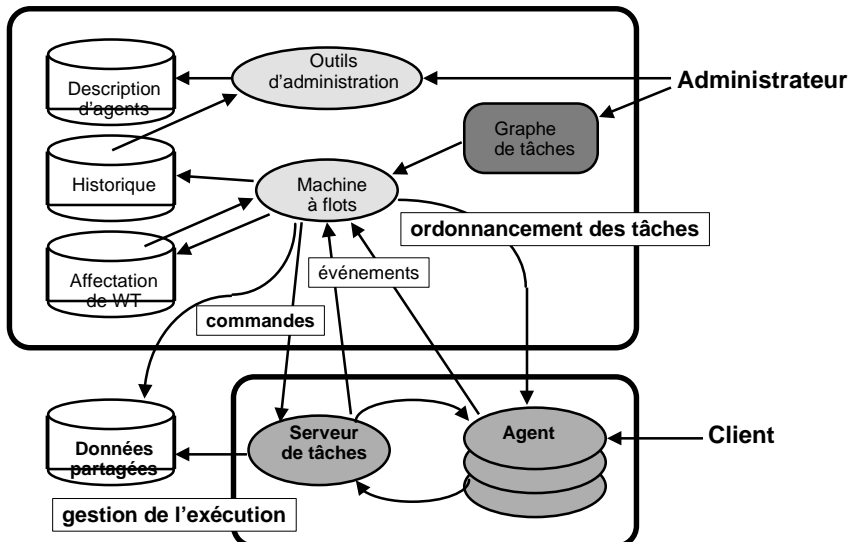 Outils
d'administration
Description
d'agents
Administrateur
Graphe
de tâches
Historique
Machine
à flots
ordonnancement des tâches
événements
Affectation
de WT
commandes
Données
partagées
Serveur
de tâches
Agent
Client
gestion de l'exécution